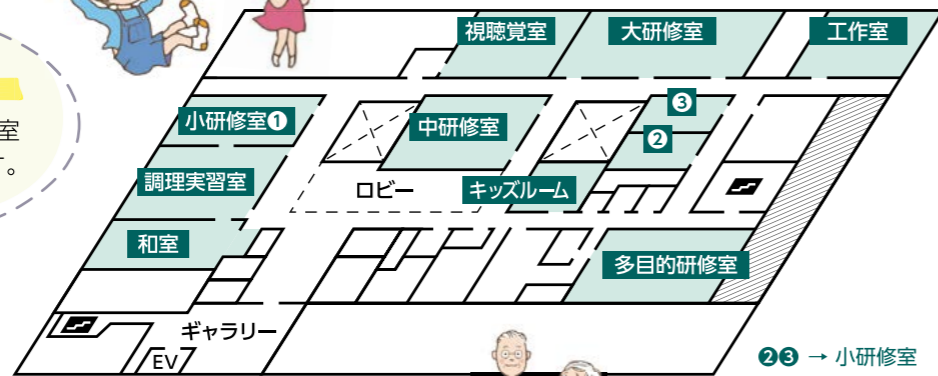 室
す。
視聴覚室
大研修室
工作室
小研修室❶
中研修室
❸
❷
調理実習室
ロビー
キッズルーム
和室
多目的研修室
ギャラリー
EV
❷❸ → 小研修室